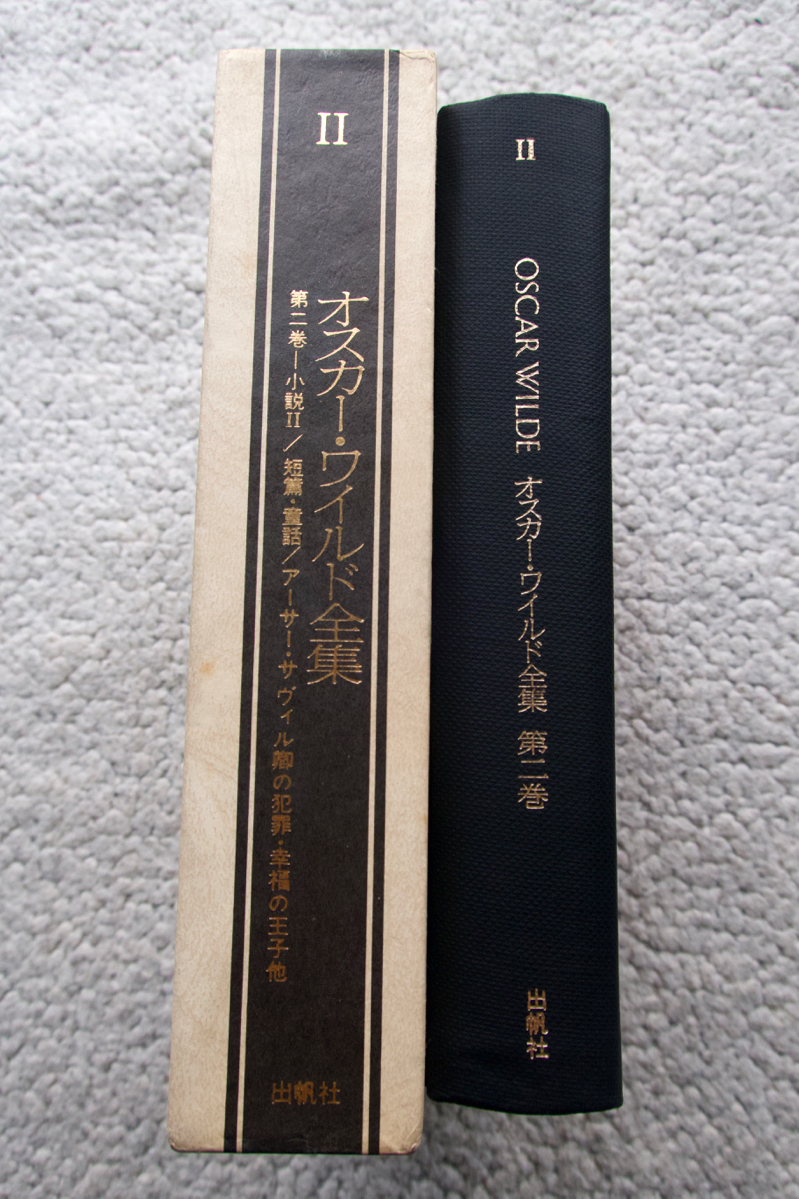 II
オスカー・ワイルド全集
第二巻ー小説II/短篇・童話/アーサー・サヴィル卿の犯罪・幸福の王子他
出帆社
II
OSCAR WILDE オスカー・ワイルド全集 第二巻
出帆社